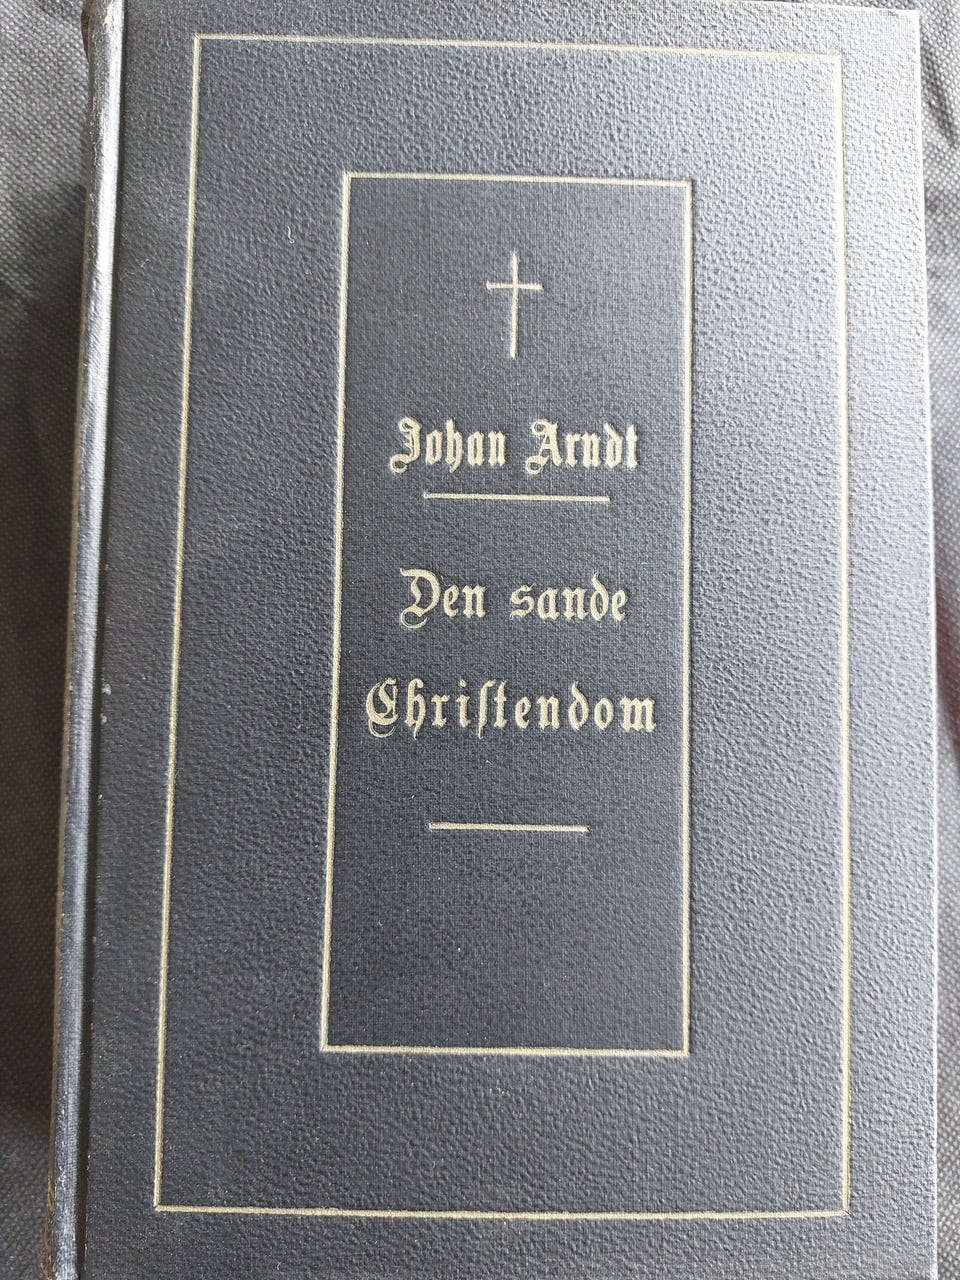 Johan Arndt
Den sande
Chriſtendom